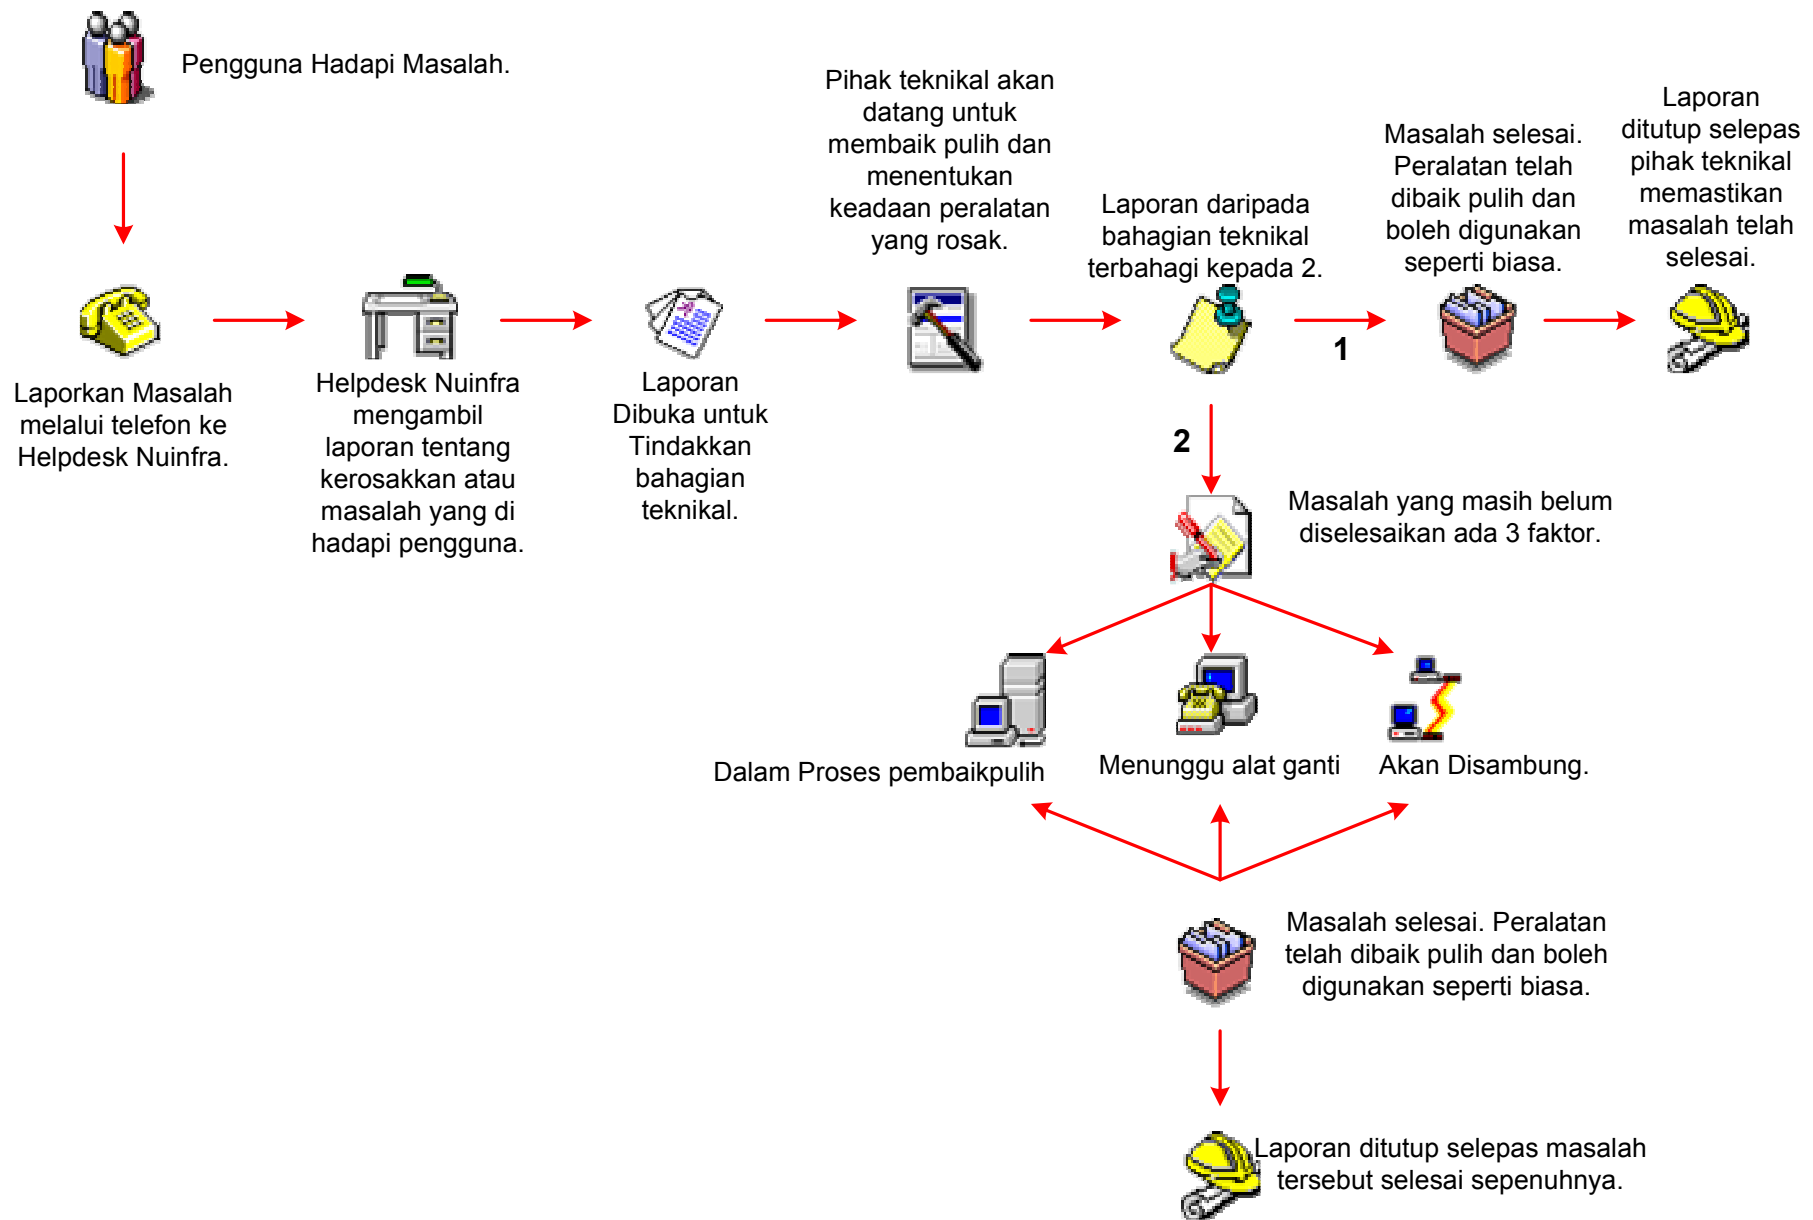 Pengguna Hadapi Masalah.
Laporkan Masalah
melalui telefon ke
Helpdesk Nuinfra.
Helpdesk Nuinfra
mengambil
laporan tentang
kerosakkan atau
masalah yang di
hadapi pengguna.
Laporan
Dibuka untuk
Tindakkan
bahagian
teknikal.
Pihak teknikal akan
datang untuk
membaik pulih dan
menentukan
keadaan peralatan
yang rosak.
Laporan daripada
bahagian teknikal
terbahagi kepada 2.
1
Masalah selesai.
Peralatan telah
dibaik pulih dan
boleh digunakan
seperti biasa.
Laporan
ditutup selepas
pihak teknikal
memastikan
masalah telah
selesai.
2
Masalah yang masih belum
diselesaikan ada 3 faktor.
Dalam Proses pembaikpulih
Menunggu alat ganti
Akan Disambung.
Masalah selesai. Peralatan
telah dibaik pulih dan boleh
digunakan seperti biasa.
Laporan ditutup selepas masalah
tersebut selesai sepenuhnya.